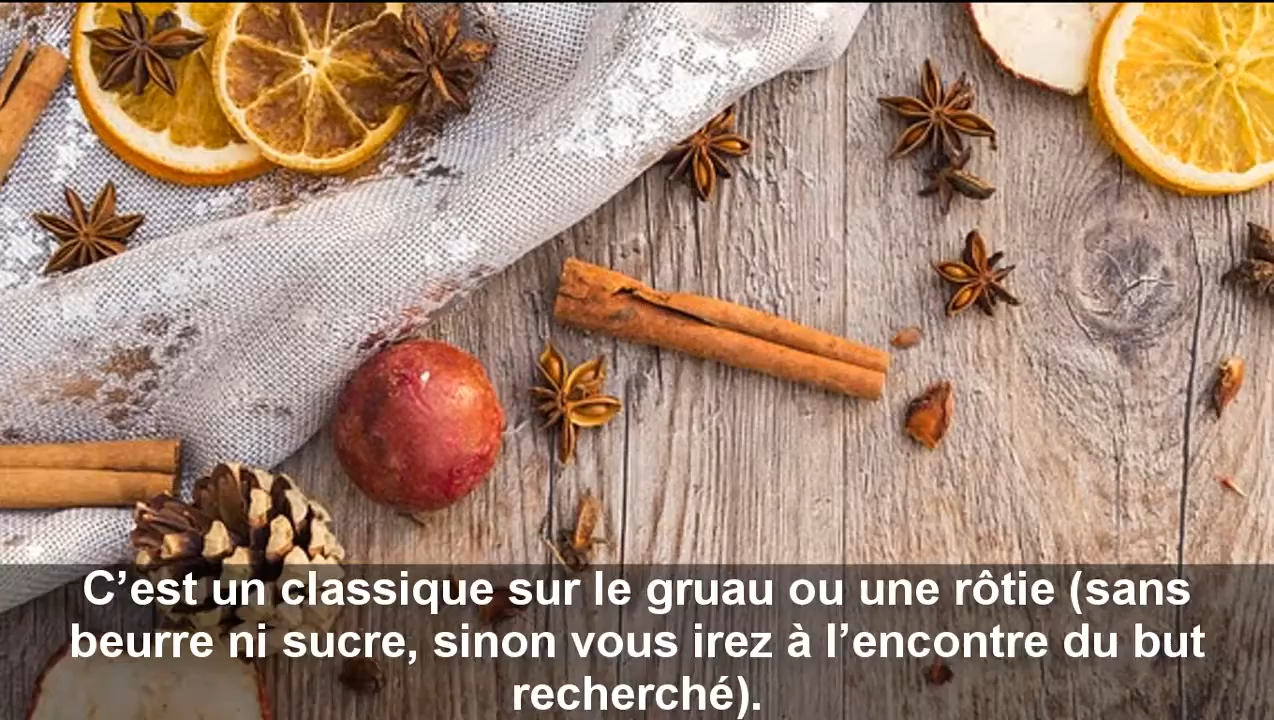 C’est un classique sur le gruau ou une rôtie (sans
beurre ni sucre, sinon vous irez à l’encontre du but
recherché).